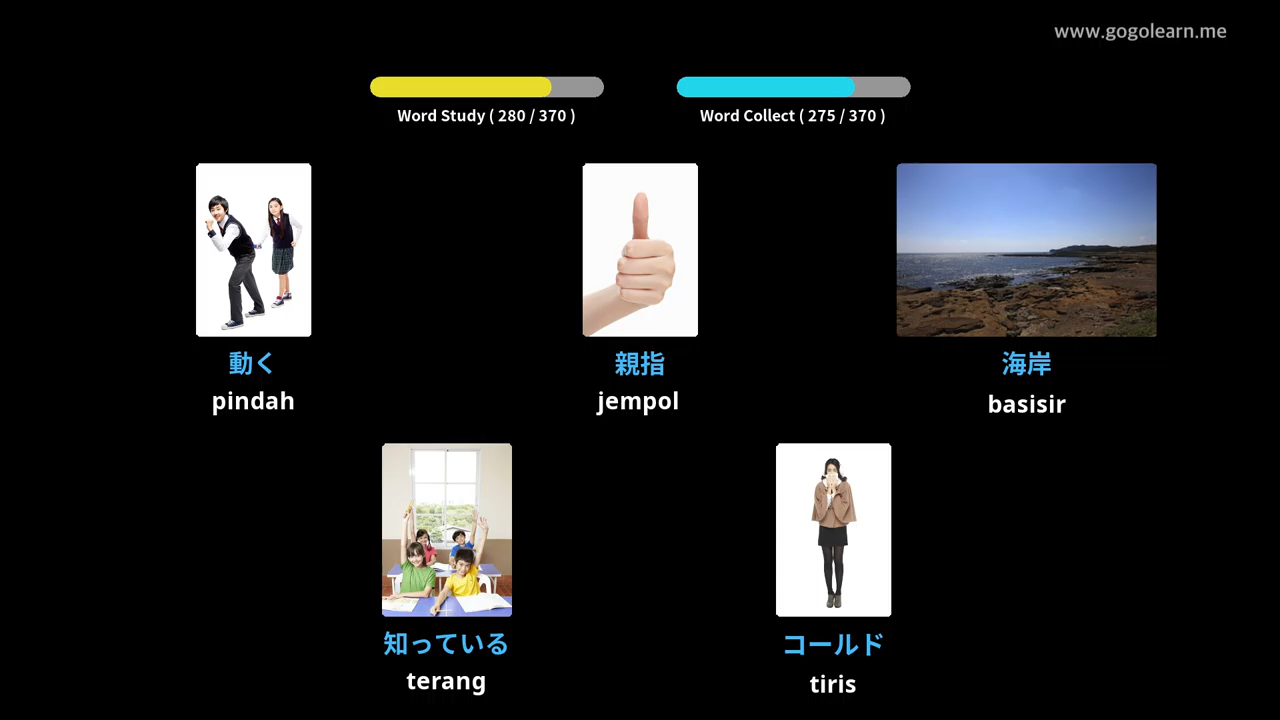 www.gogolearn.me
Word Study ( 280 / 370 )
Word Collect ( 275 / 370 )
動く
pindah
親指
jempol
海岸
basisir
知っている
terang
コールド
tiris